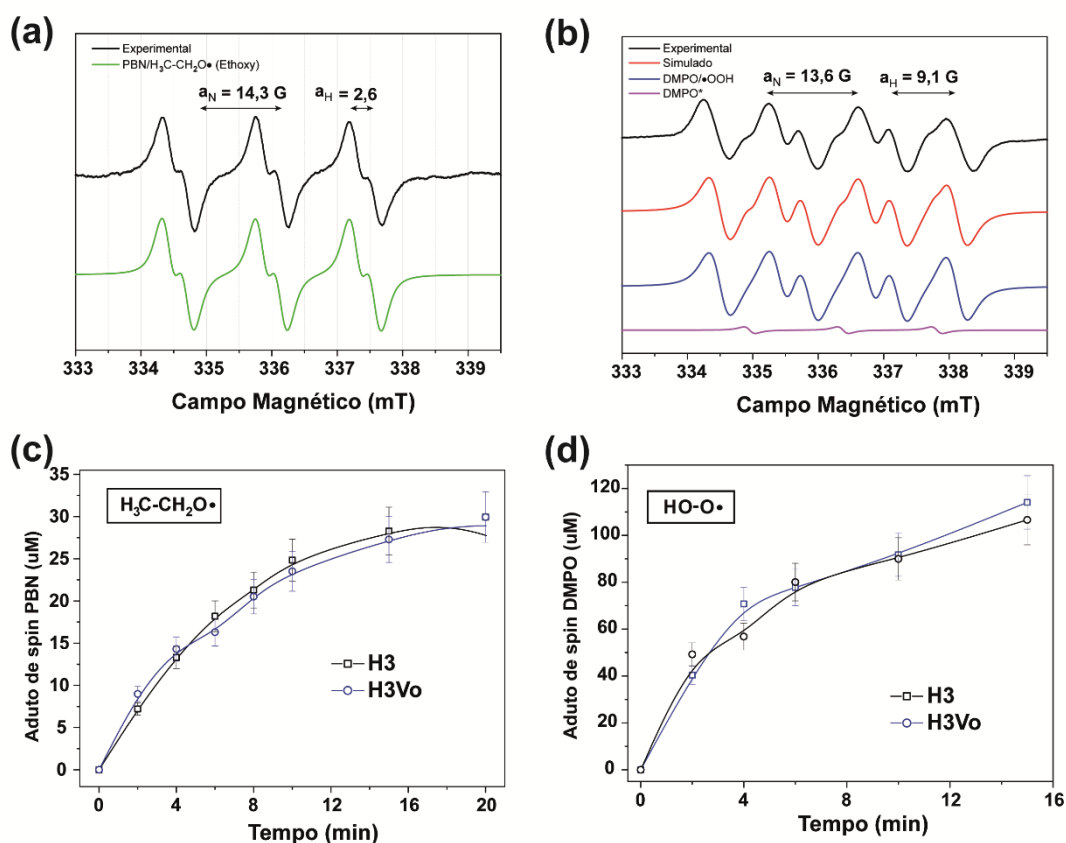 (a)
Experimental
PBN/H₃C-CH₂O• (Ethoxy)
a_N = 14,3 G
a_H = 2,6
333 334 335 336 337 338 339
Campo Magnético (mT)
(b)
Experimental
Simulado
DMPO/•OOH
DMPO*
a_N = 13,6 G
a_H = 9,1 G
333 334 335 336 337 338 339
Campo Magnético (mT)
(c)
35
30
25
20
15
10
5
0
Aduto de spin PBN (uM)
H₃C-CH₂O•
H3
H3Vo
0 4 8 12 16 20
Tempo (min)
(d)
120
100
80
60
40
20
0
Aduto de spin DMPO (uM)
HO-O•
H3
H3Vo
0 4 8 12 16
Tempo (min)